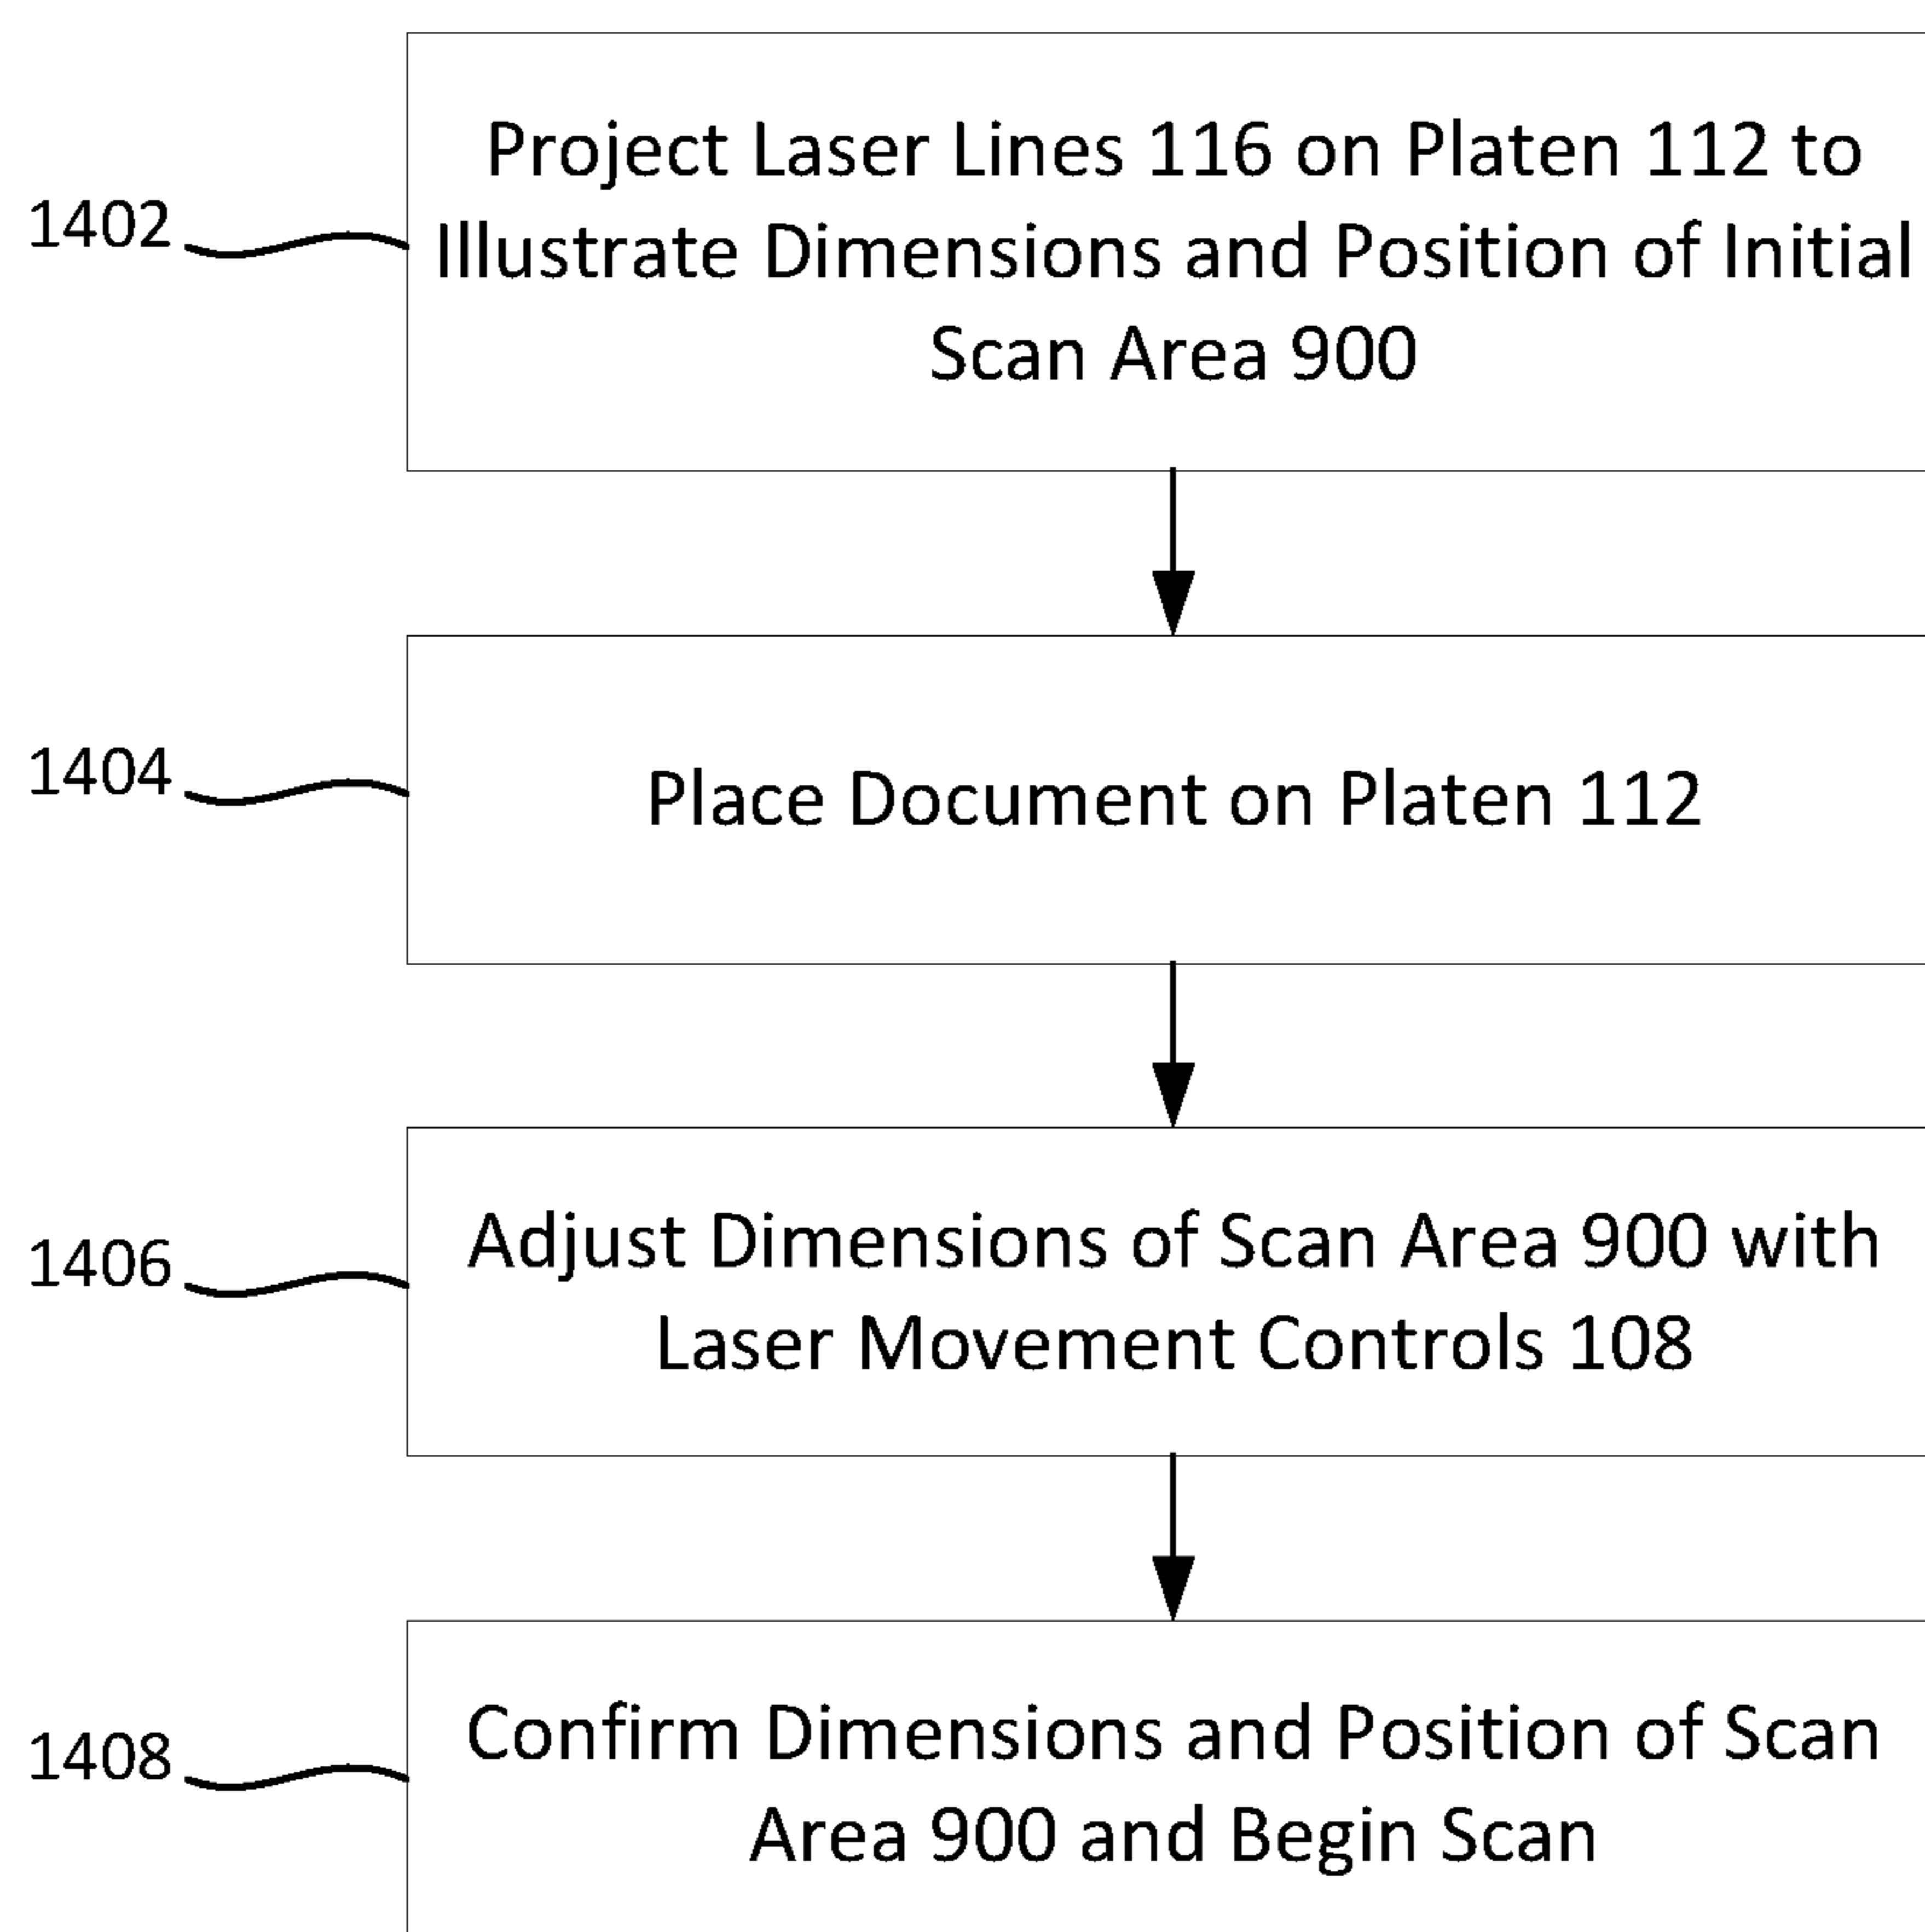 Project Laser Lines 116 on Platen 112 to
1402
Illustrate Dimensions and Position of Initial
Scan Area 900
1404
Place Document on Platen 112
Adjust Dimensions of Scan Area 900 with
1406
Laser Movement Controls 108
Confirm Dimensions and Position of Scan
1408
Area 900 and Begin Scan